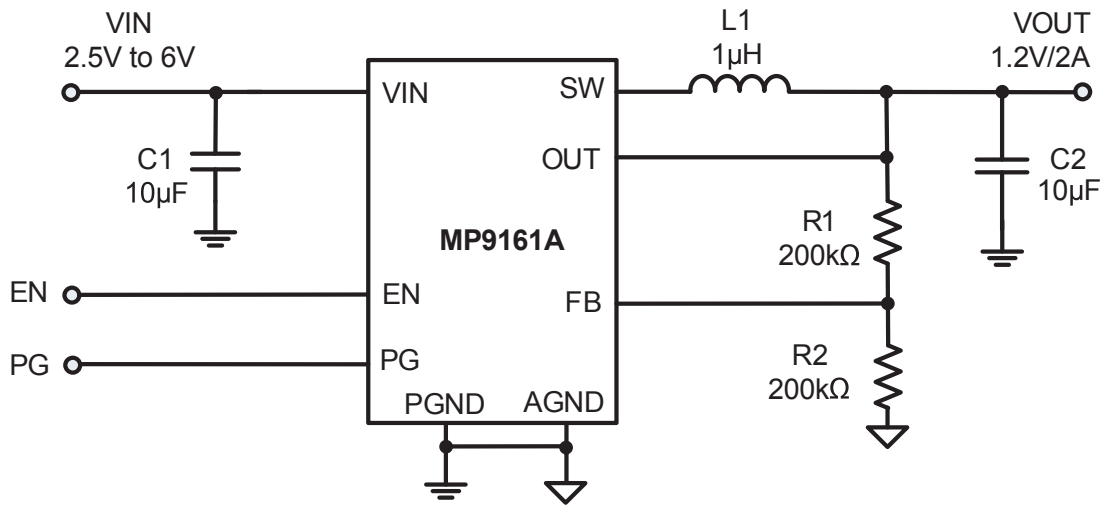 VIN
2.5V to 6V
L1
1µH
VOUT
1.2V/2A
VIN
SW
C1
10µF
OUT
C2
10µF
MP9161A
R1
200kΩ
EN
EN
FB
PG
PG
R2
200kΩ
PGND
AGND